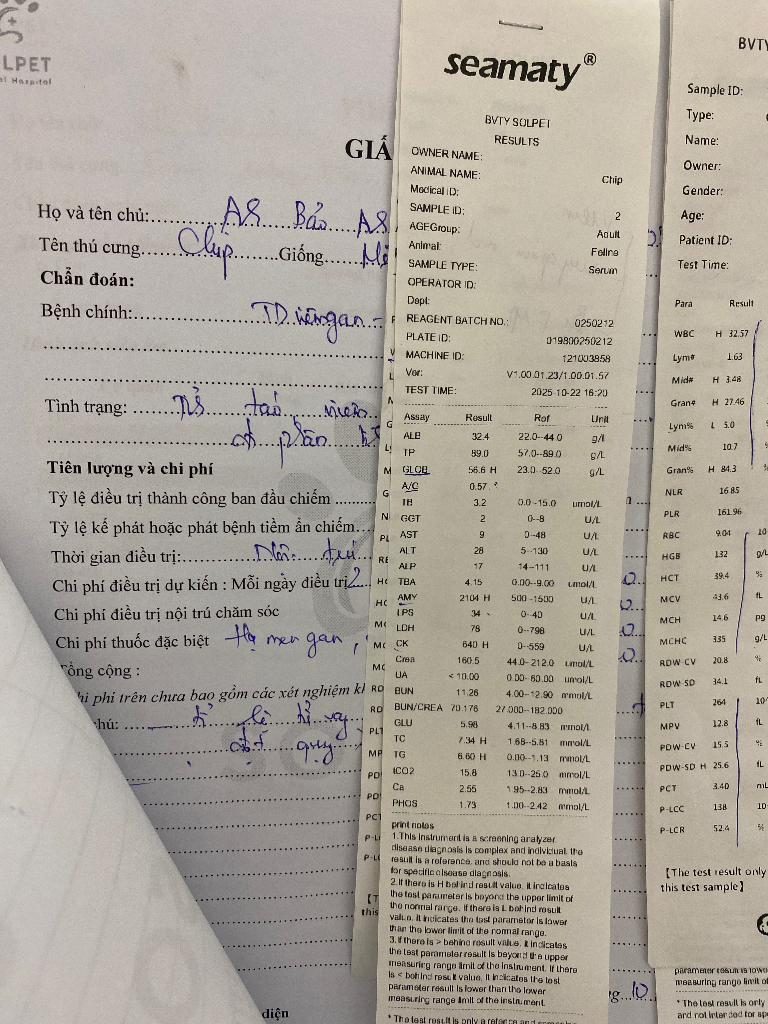 LPET
al Hospital
GIẤ
Họ và tên chủ: A8 Bảo A8
Tên thú cưng Chip Giống Mè
Chẩn đoán:
Bệnh chính: TD viêm gan –
Tình trạng:
Tiên lượng và chi phí
Tỷ lệ điều trị thành công ban đầu chiếm
Tỷ lệ kế phát hoặc phát bệnh tiềm ẩn chiếm
Thời gian điều trị: Nội trú
Chi phí điều trị dự kiến : Mỗi ngày điều trị 2
Chi phí điều trị nội trú chăm sóc
Chi phí thuốc đặc biệt Hạ men gan,
Tổng cộng :
hi phí trên chưa bao gồm các xét nghiệm kh
hú:
diện
seamaty®
BVTY SOLPET
RESULTS
OWNER NAME:
ANIMAL NAME: Chip
Medical ID:
SAMPLE ID: 2
AGEGroup: Adult
Animal: Feline
SAMPLE TYPE: Serum
OPERATOR ID:
Dept:
REAGENT BATCH NO.: 0250212
PLATE ID: 019800250212
MACHINE ID: 121003858
Ver: V1.00.01.23/1.00.01.57
TEST TIME: 2025-10-22 16:20
Assay Result Ref Unit
ALB 32.4 22.0--44.0 g/L
TP 89.0 57.0--89.0 g/L
GLOB 56.6 H 23.0--52.0 g/L
A/G 0.57 *
TB 3.2 0.0--15.0 umol/L
GGT 2 0--8 U/L
AST 9 0--48 U/L
ALT 28 5--130 U/L
ALP 17 14--111 U/L
TBA 4.15 0.00--9.00 umol/L
AMY 2104 H 500--1500 U/L
LPS 34 0--40 U/L
LDH 78 0--798 U/L
CK 640 H 0--559 U/L
Crea 160.5 44.0--212.0 umol/L
UA < 10.00 0.00--60.00 umol/L
BUN 11.26 4.00--12.90 mmol/L
BUN/CREA 70.176 27.000--182.000
GLU 5.98 4.11--8.83 mmol/L
TC 7.34 H 1.68--5.81 mmol/L
TG 6.60 H 0.00--1.13 mmol/L
tCO2 15.8 13.0--25.0 mmol/L
Ca 2.55 1.95--2.83 mmol/L
PHOS 1.73 1.00--2.42 mmol/L
print notes
1.This instrument is a screening analyzer,
disease diagnosis is complex and individual, the
result is a reference, and should not be a basis
for specific disease diagnosis.
2.If there is H behind result value, it indicates
the test parameter is beyond the upper limit of
the normal range. If there is L behind result
value, it indicates the test parameter is lower
than the lower limit of the normal range.
3.If there is > behind result value, it indicates
the test parameter result is beyond the upper
measuring range limit of the instrument. If there
is < behind result value, it indicates the test
parameter result is lower than the lower
measuring range limit of the instrument.
* The test result is only a reference and
BVTY
Sample ID:
Type:
Name:
Owner:
Gender:
Age:
Patient ID:
Test Time:
Para Result
WBC H 32.57
Lym# 1.63
Mid# H 3.48
Gran# H 27.46
Lym% L 5.0
Mid% 10.7
Gran% H 84.3
NLR 16.85
PLR 161.96
RBC 9.04 10
HGB 132 g/L
HCT 39.4 %
MCV 43.6 fL
MCH 14.6 pg
MCHC 335 g/L
RDW-CV 20.8 %
RDW-SD 34.1 fL
PLT 264 10
MPV 12.8 fL
PDW-CV 15.5 %
PDW-SD H 25.6 fL
PCT 3.40 mL
P-LCC 138 10
P-LCR 52.4 %
【The test result only
this test sample】
parameter result is lowe
measuring range limit of
* The test result is only
and not intended for sp